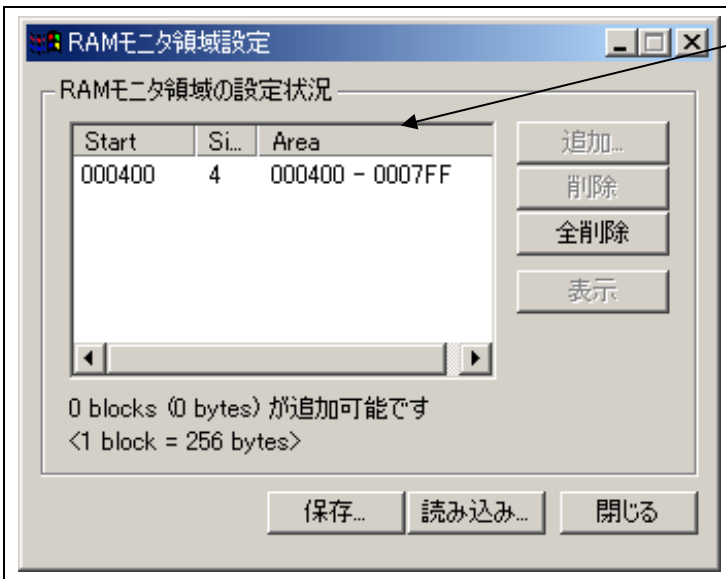 RAMモニタ領域設定
RAMモニタ領域の設定状況
Start Si... Area
000400 4 000400 - 0007FF
追加...
削除
全削除
表示
0 blocks (0 bytes) が追加可能です
<1 block = 256 bytes>
保存... 読み込み... 閉じる